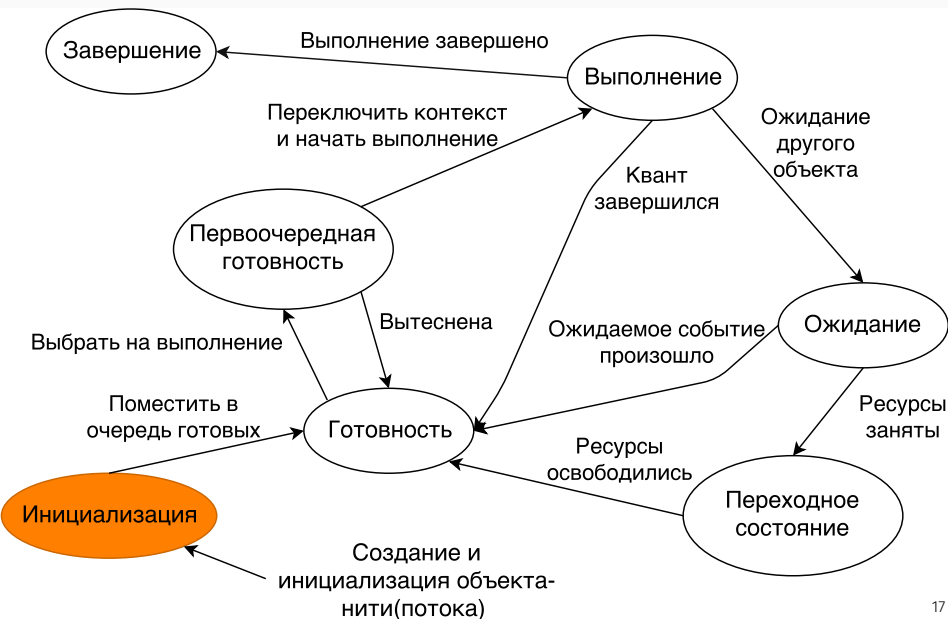 Завершение
Выполнение завершено
Выполнение
Переключить контекст
и начать выполнение
Ожидание
другого
объекта
Квант
завершился
Первоочередная
готовность
Вытеснена
Ожидаемое событие
произошло
Ожидание
Выбрать на выполнение
Поместить в
очередь готовых
Готовность
Ресурсы
заняты
Ресурсы
освободились
Инициализация
Переходное
состояние
Создание и
инициализация объекта-
нити(потока)
17